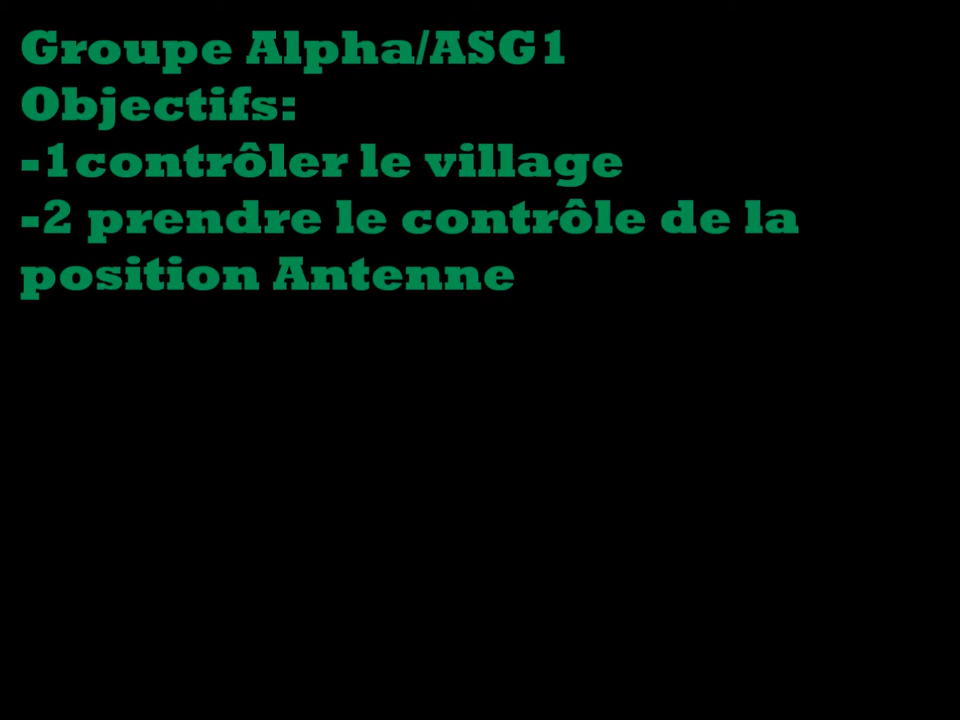 Groupe Alpha/ASG1
Objectifs:
-1contrôler le village
-2 prendre le contrôle de la
position Antenne